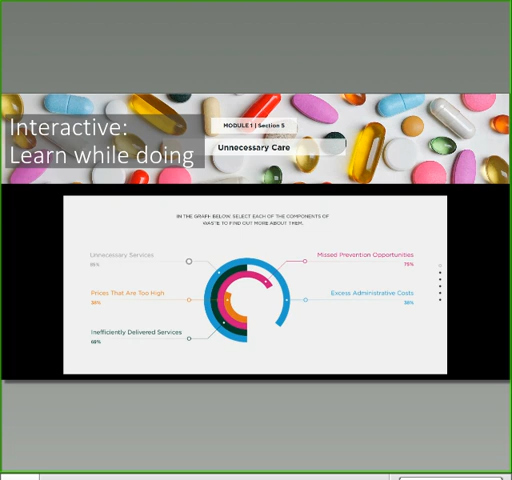 Interactive:
Learn while doing
MODULE 1 | Section 5
Unnecessary Care
IN THE GRAPH BELOW, SELECT EACH OF THE COMPONENTS OF
WASTE TO FIND OUT MORE ABOUT THEM.
Unnecessary Services
Missed Prevention Opportunities
75%
Prices That Are Too High
Excess Administrative Costs
Inefficiently Delivered Services